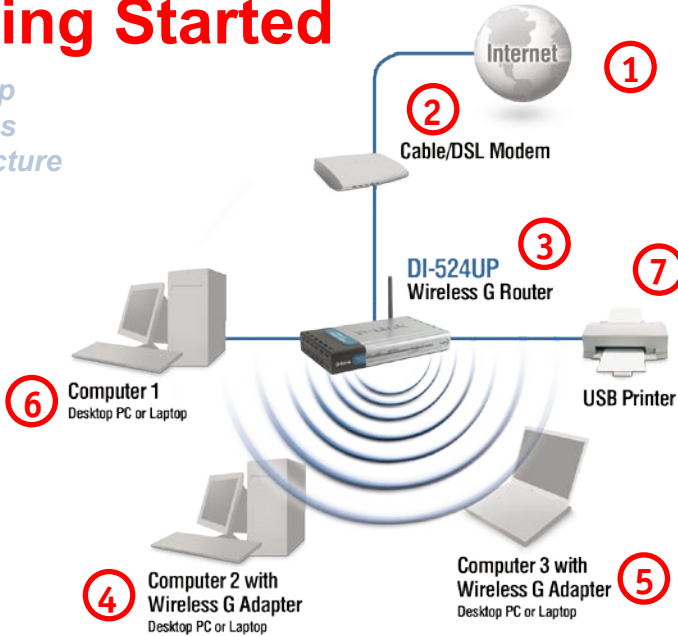 ing Started
p
s
cture
Internet
1
2
Cable/DSL Modem
3
DI-524UP
Wireless G Router
7
USB Printer
6
Computer 1
Desktop PC or Laptop
Computer 2 with
Wireless G Adapter
Desktop PC or Laptop
4
Computer 3 with
Wireless G Adapter
Desktop PC or Laptop
5